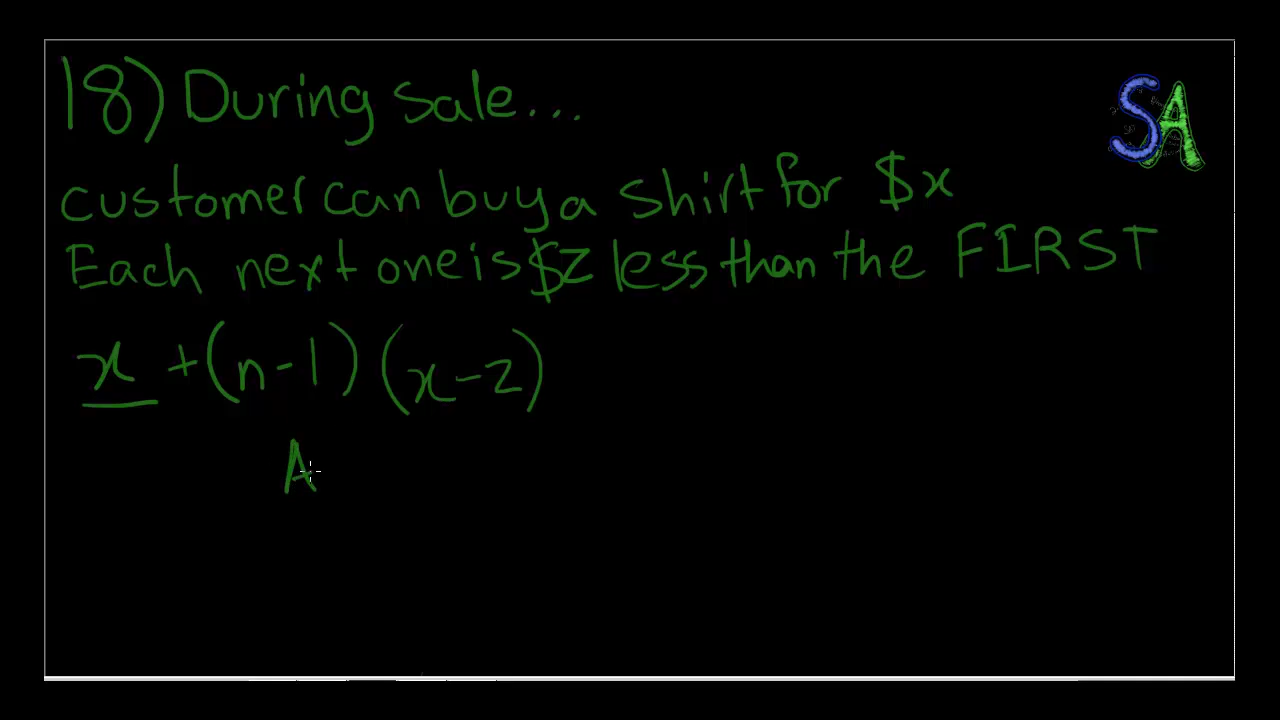 18) During Sale...
SA
customer can buy a shirt for $x
Each next one is $z less than the FIRST
x + (n-1) (x-z)
A